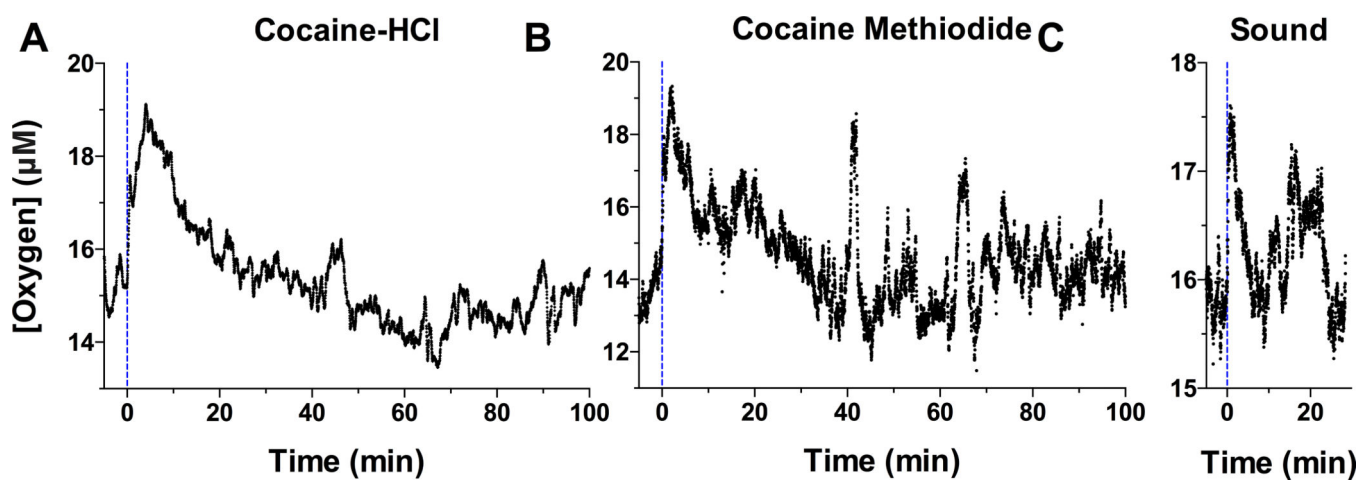 A Cocaine-HCl
B Cocaine Methiodide
C Sound
[Oxygen] (µM)
20
18
16
14
0 20 40 60 80 100
Time (min)
20
18
16
14
12
0 20 40 60 80 100
Time (min)
18
17
16
15
0 20
Time (min)